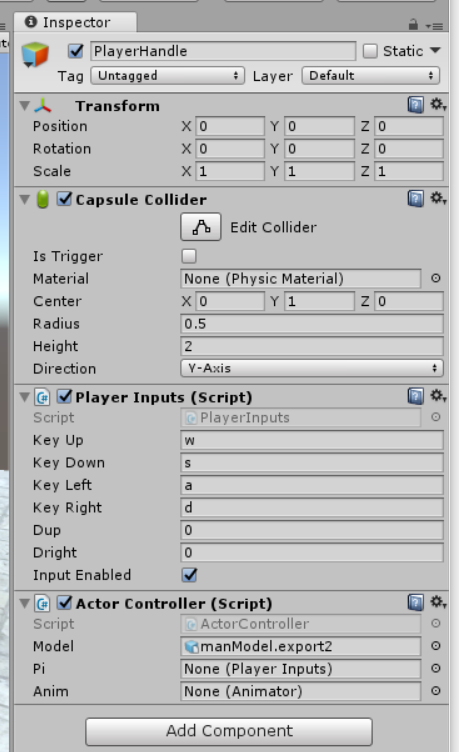 Inspector
PlayerHandle Static
Tag Untagged Layer Default
Transform
Position X 0 Y 0 Z 0
Rotation X 0 Y 0 Z 0
Scale X 1 Y 1 Z 1
Capsule Collider
Edit Collider
Is Trigger
Material None (Physic Material)
Center X 0 Y 1 Z 0
Radius 0.5
Height 2
Direction Y-Axis
Player Inputs (Script)
Script PlayerInputs
Key Up w
Key Down s
Key Left a
Key Right d
Dup 0
Dright 0
Input Enabled
Actor Controller (Script)
Script ActorController
Model manModel.export2
Pi None (Player Inputs)
Anim None (Animator)
Add Component